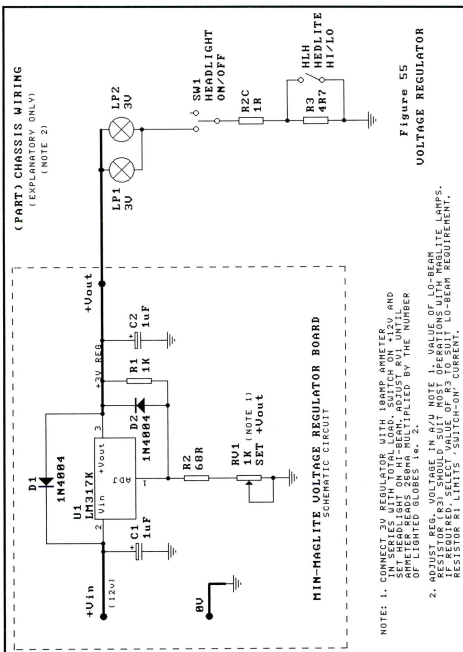 (PART) CHASSIS WIRING
(EXPLANATORY ONLY)
(NOTE 2)
LP1
3V
LP2
3V
SW1
HEADLIGHT
ON/OFF
R2C
1R
HLH
HEDLITE
HI/LO
R3
4R7
Figure 55
VOLTAGE REGULATOR
D1
1N4004
U1
LM317K
+Vin
(12v)
2
3
ADJ
1
+3V REG.
+Vout
C1
1uF
+
D2
1N4004
R1
1K
C2
1uF
+
R2
68R
RV1
1K (NOTE 1)
SET +Vout
0V
MIN-MAGLITE VOLTAGE REGULATOR BOARD
SCHEMATIC CIRCUIT
NOTE: 1. CONNECT 3V REGULATOR WITH 10AMP AMMETER
IN SERIES WITH TOTAL LOAD. SWITCH ON +12V AND
SET HEADLIGHT ON HI-BEAM. ADJUST RV1 UNTIL
AMMETER READS 250mA MULTIPLIED BY THE NUMBER
OF LIGHTED GLOBES ie. 2.
2. ADJUST REG. VOLTAGE IN A/W NOTE 1. VALUE OF LO-BEAM
RESISTOR (R3) SHOULD SUIT MOST OPERATIONS WITH MAGLITE LAMPS.
IF REQUIRED, SELECT VALUE OF R3 TO SUIT LO-BEAM REQUIREMENT.
RESISTOR R1 LIMITS 'SWITCH-ON' CURRENT.